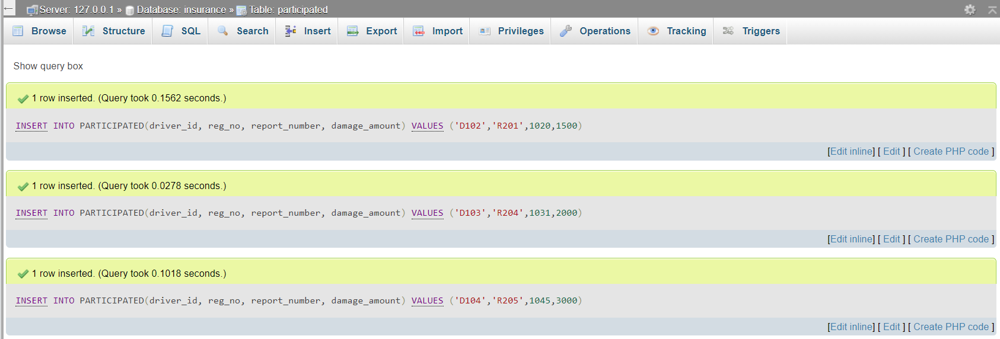 Server: 127.0.0.1 » Database: insurance » Table: participated
Browse Structure SQL Search Insert Export Import Privileges Operations Tracking Triggers
Show query box
1 row inserted. (Query took 0.1562 seconds.)
INSERT INTO PARTICIPATED(driver_id, reg_no, report_number, damage_amount) VALUES ('D102','R201',1020,1500)
[Edit inline] [ Edit ] [ Create PHP code ]
1 row inserted. (Query took 0.0278 seconds.)
INSERT INTO PARTICIPATED(driver_id, reg_no, report_number, damage_amount) VALUES ('D103','R204',1031,2000)
[Edit inline] [ Edit ] [ Create PHP code ]
1 row inserted. (Query took 0.1018 seconds.)
INSERT INTO PARTICIPATED(driver_id, reg_no, report_number, damage_amount) VALUES ('D104','R205',1045,3000)
[Edit inline] [ Edit ] [ Create PHP code ]